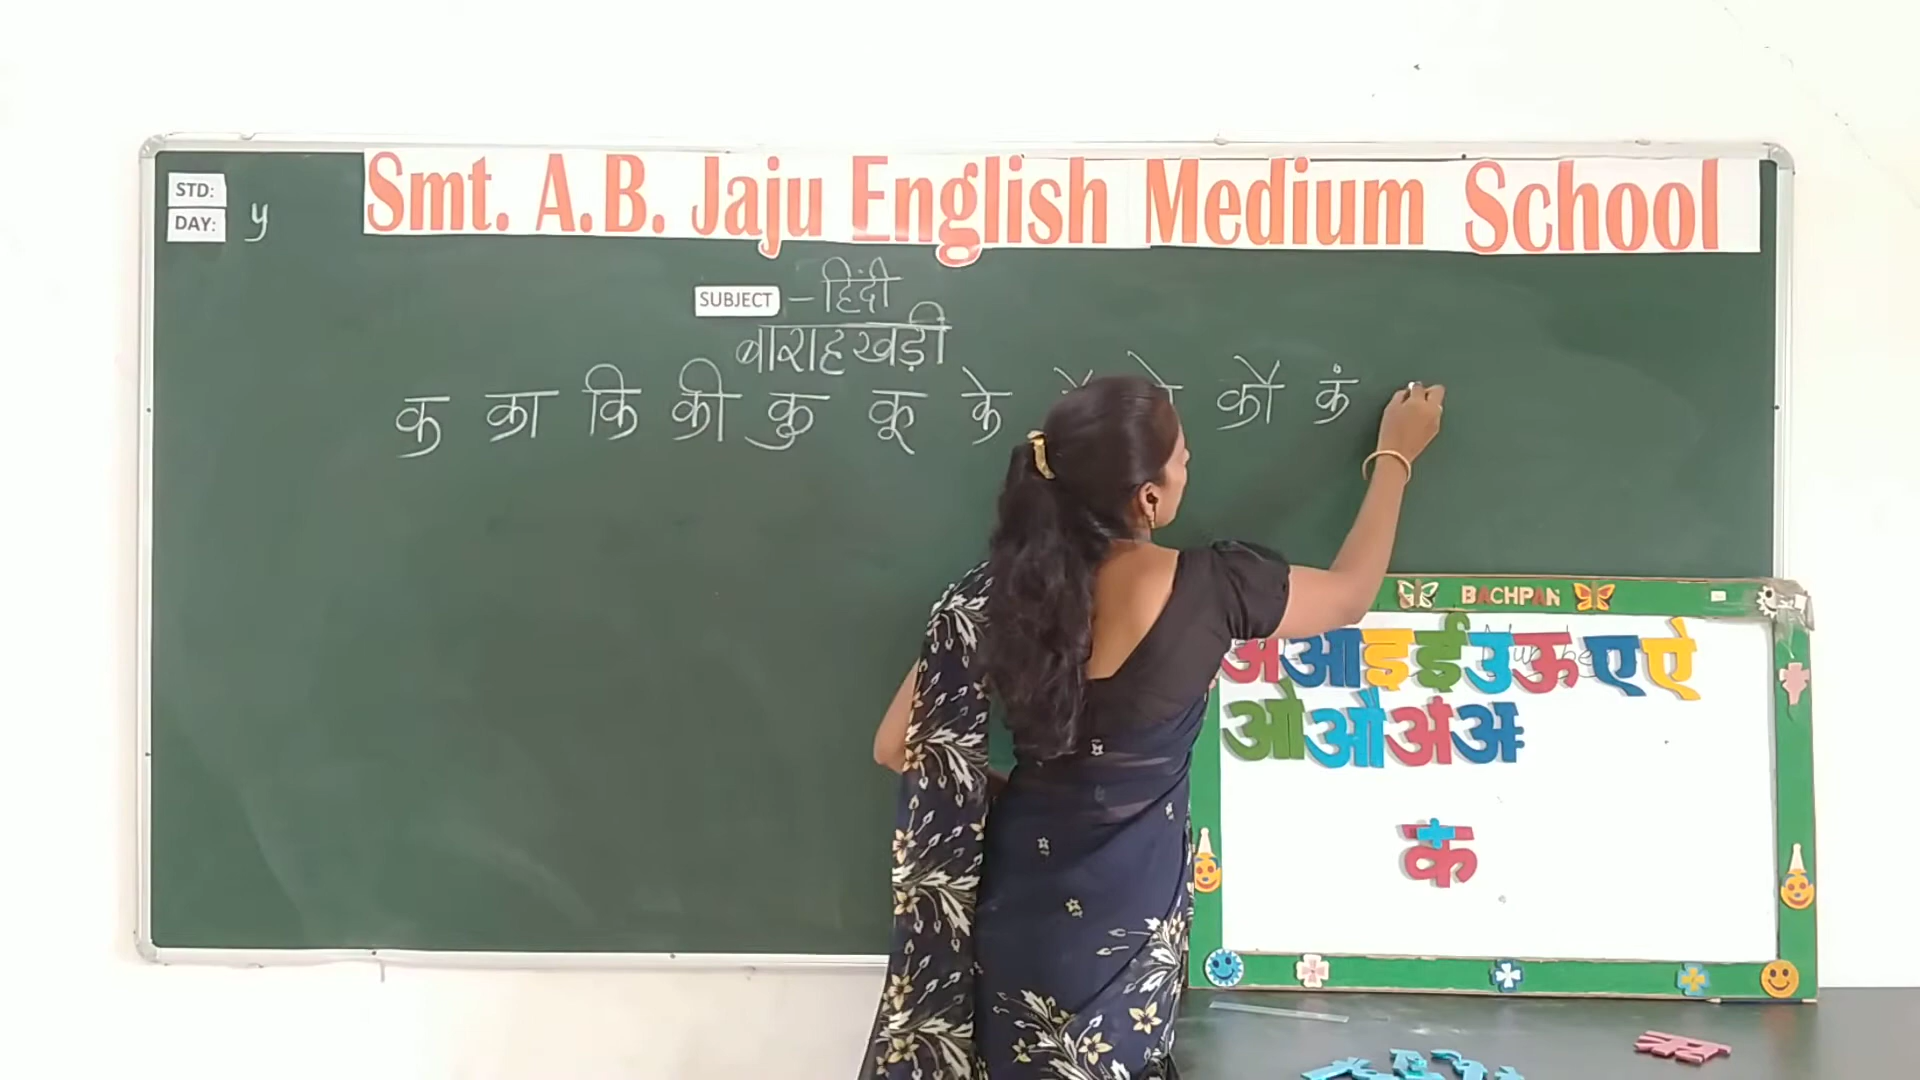 Smt. A.B. Jaju English Medium School
STD:
DAY: y
SUBJECT - हिंदी
बाराहखड़ी
क का कि की कु कू के कौ कं
BACHPAN
अ आ इ ई उ ऊ ए ऐ
ओ औ अं अः
कं